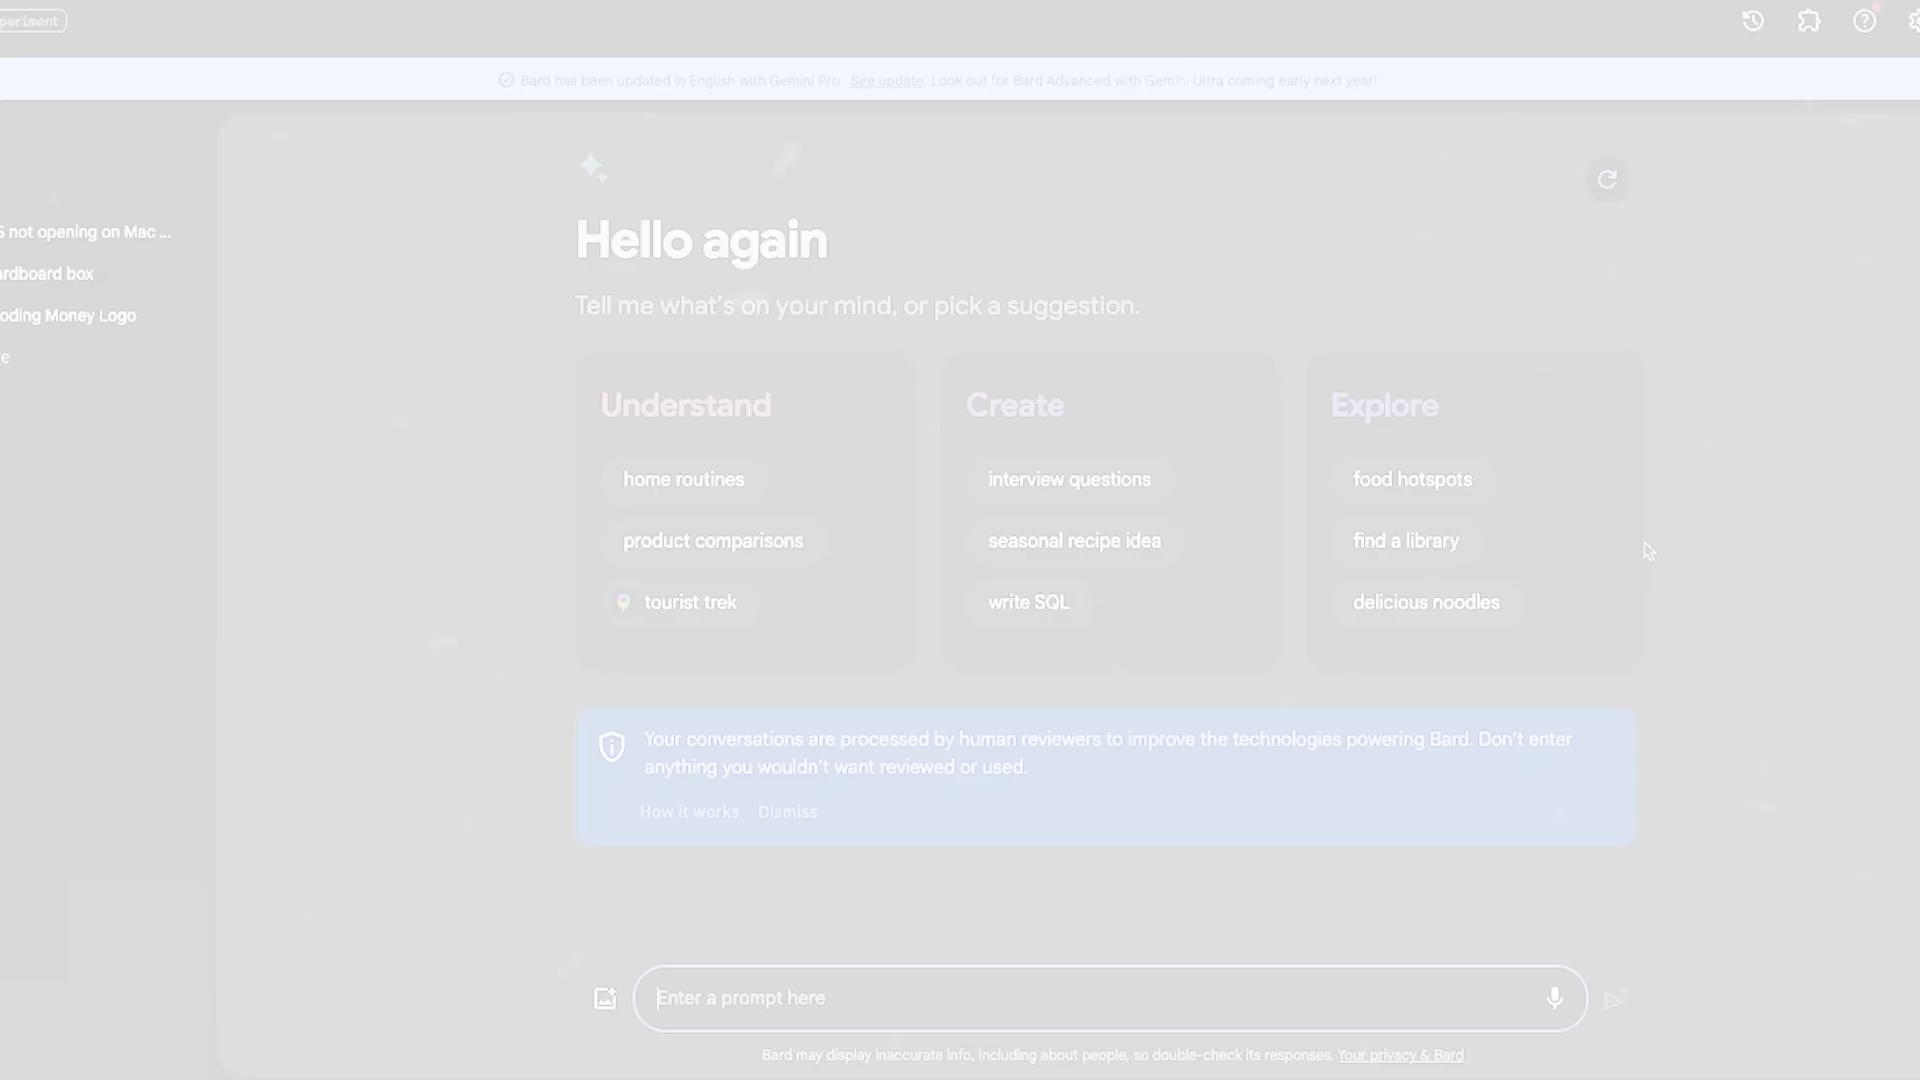 periment
Bard has been updated in English with Gemini Pro. See update. Look out for Bard Advanced with Gemini Ultra coming early next year!
Hello again
Tell me what's on your mind, or pick a suggestion.
S not opening on Mac ...
ardboard box
oding Money Logo
re
Understand
home routines
product comparisons
tourist trek
Create
interview questions
seasonal recipe idea
write SQL
Explore
food hotspots
find a library
delicious noodles
Your conversations are processed by human reviewers to improve the technologies powering Bard. Don't enter
anything you wouldn't want reviewed or used.
How it works Dismiss
Enter a prompt here
Bard may display inaccurate info, including about people, so double-check its responses. Your privacy & Bard